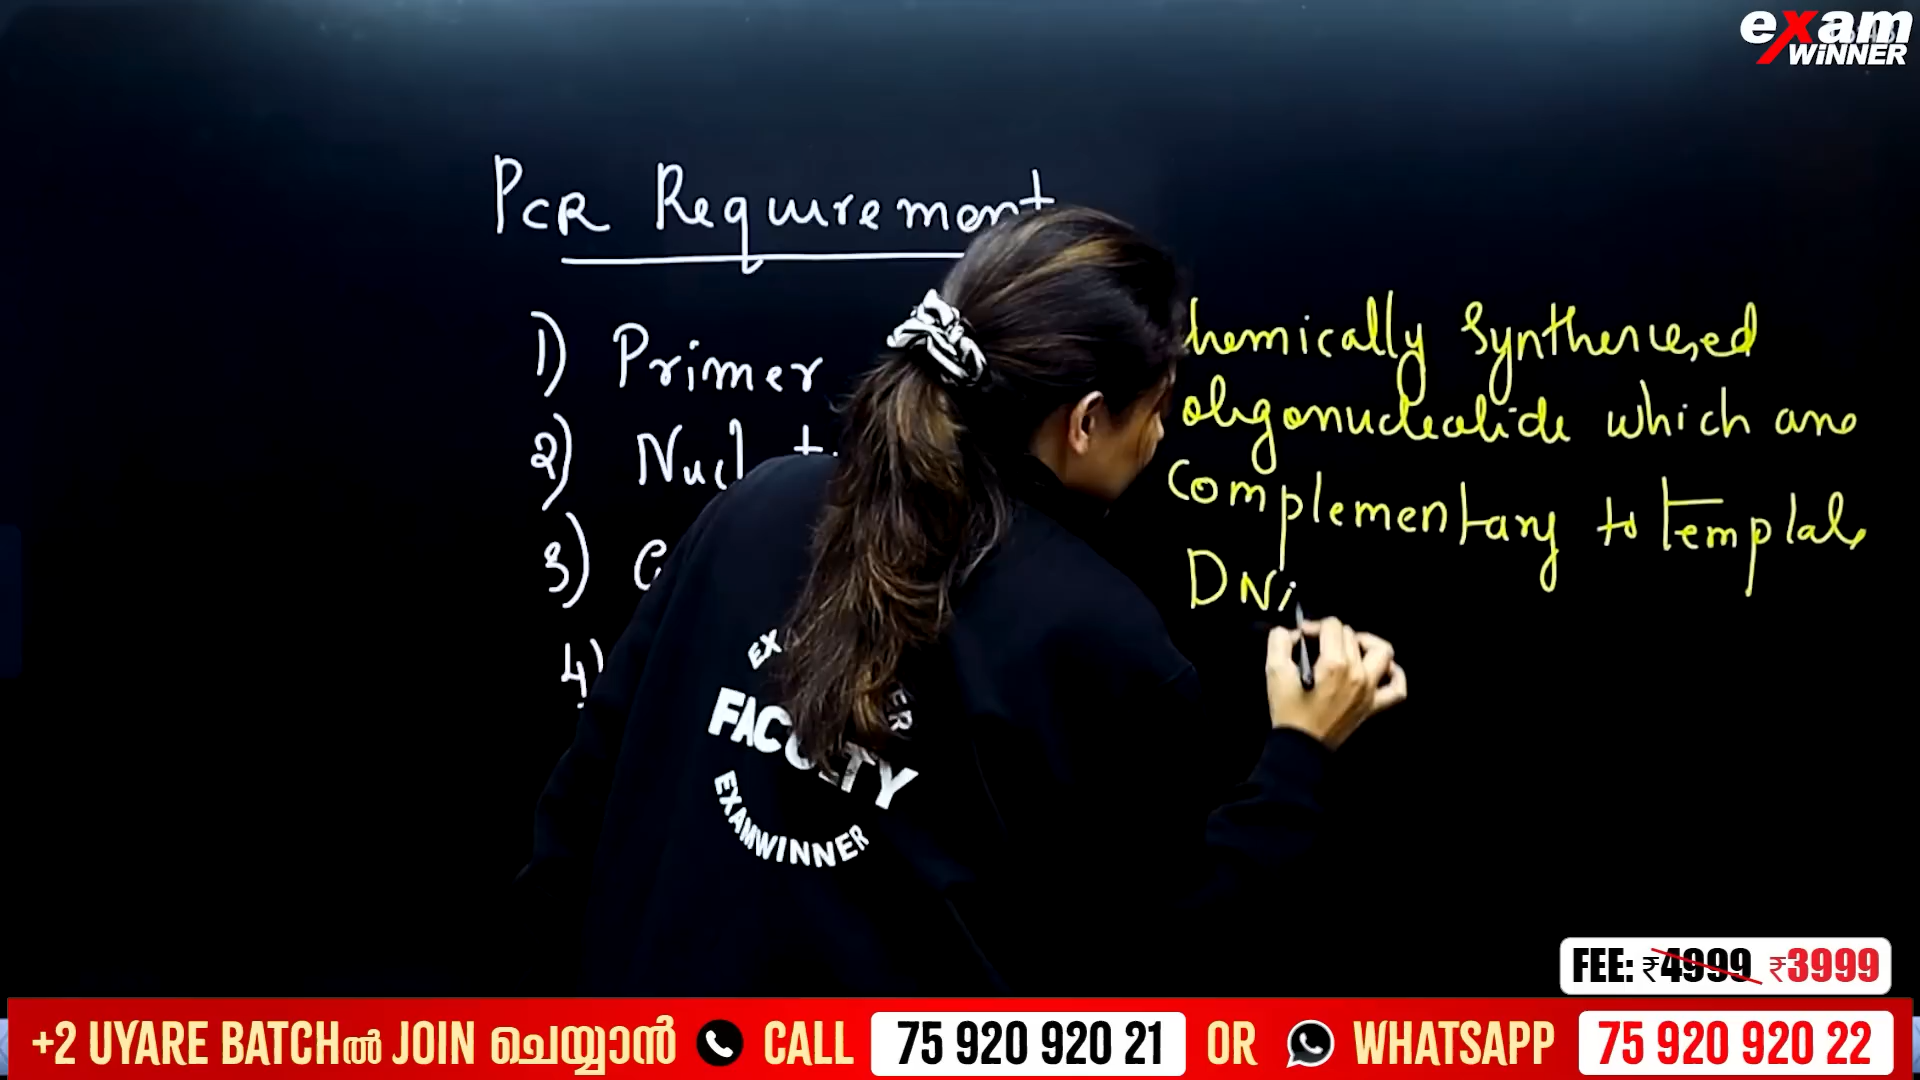 exam
WiNNER
PCR Requirement
1) Primer
hemically Synthesised
oligonucleotide which are
2) Nucl
complementary to Template
3)
DN
4)
FACULTY
EXAMWINNER
FEE: ₹4999 ₹3999
+2 UYARE BATCHൽ JOIN ചെയ്യാൻ CALL 75 920 920 21 OR WHATSAPP 75 920 920 22